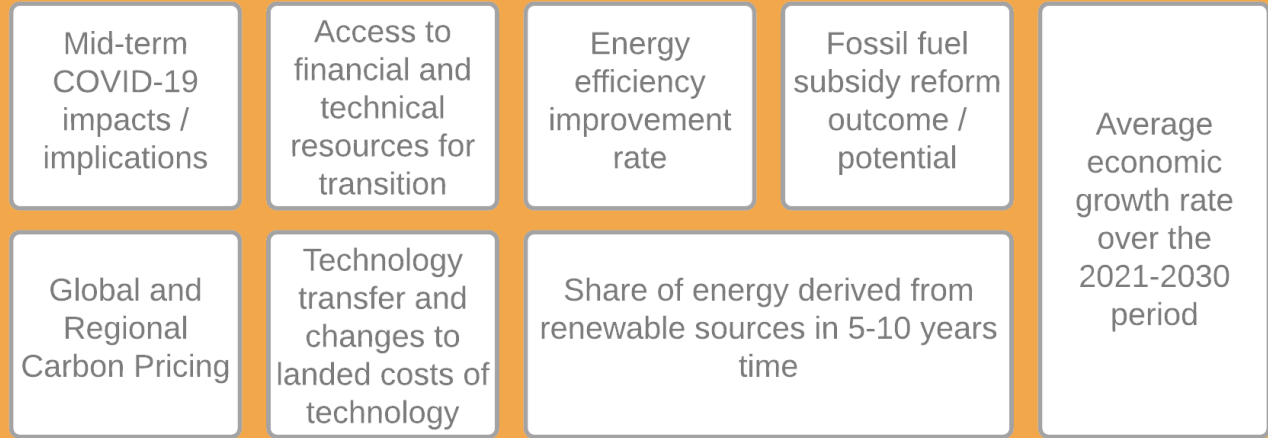 Mid-term
COVID-19
impacts /
implications
Access to
financial and
technical
resources for
transition
Energy
efficiency
improvement
rate
Fossil fuel
subsidy reform
outcome /
potential
Average
economic
growth rate
over the
2021-2030
period
Global and
Regional
Carbon Pricing
Technology
transfer and
changes to
landed costs of
technology
Share of energy derived from
renewable sources in 5-10 years
time